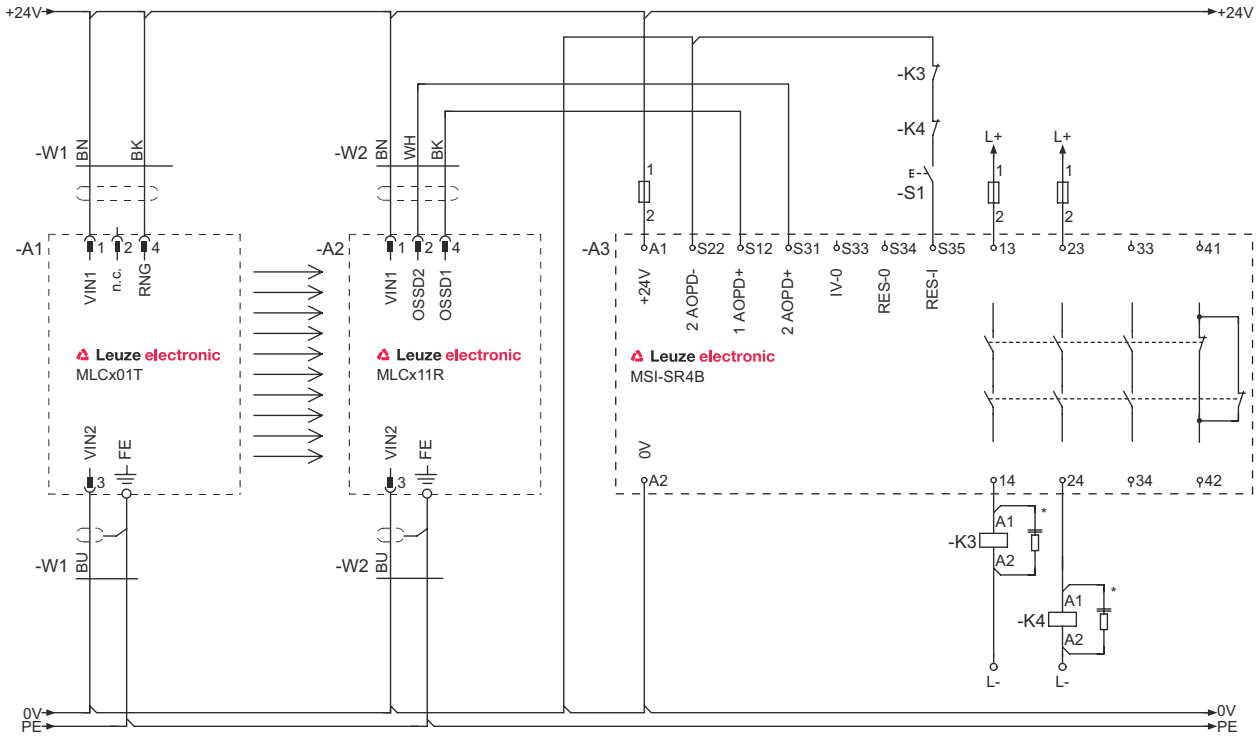 +24V +24V
-K3
-K4
-S1
E
L+ L+
1 1 1
2 2 2
-W1 BN BK
-W2 BN WH BK
-A1 1 2 4
VIN1 n.c. RNG
Leuze electronic
MLCx01T
VIN2 FE
3
-W1 BU
-A2 1 2 4
VIN1 OSSD2 OSSD1
Leuze electronic
MLCx11R
VIN2 FE
3
-W2 BU
-A3 A1 S22 S12 S31 S33 S34 S35 13 23 33 41
+24V 2 AOPD- 1 AOPD+ 2 AOPD+ IV-0 RES-0 RES-I
Leuze electronic
MSI-SR4B
0V
A2 14 24 34 42
-K3 A1 *
A2
-K4 A1 *
A2
L- L-
0V 0V
PE PE